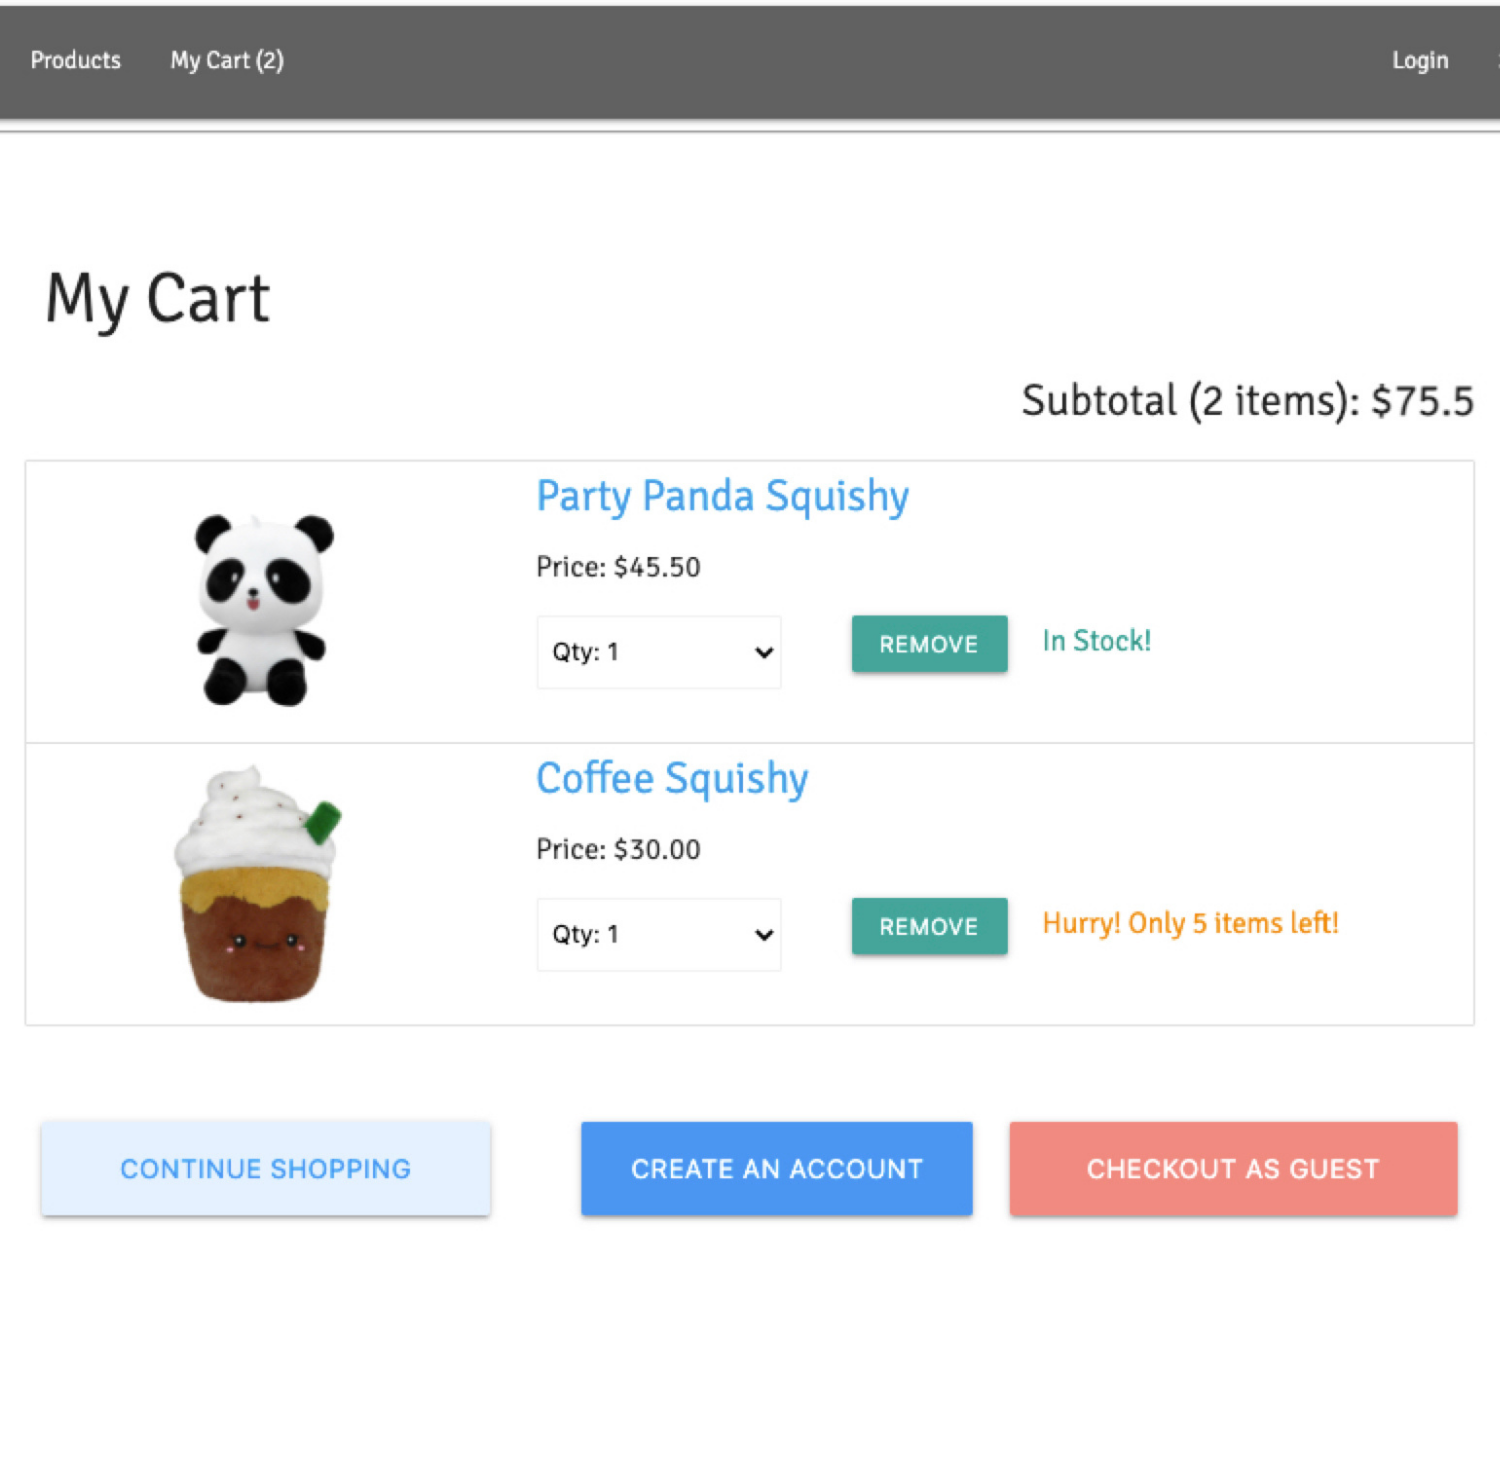 Products My Cart (2) Login
My Cart
Subtotal (2 items): $75.5
Party Panda Squishy
Price: $45.50
Qty: 1 REMOVE In Stock!
Coffee Squishy
Price: $30.00
Qty: 1 REMOVE Hurry! Only 5 items left!
CONTINUE SHOPPING CREATE AN ACCOUNT CHECKOUT AS GUEST